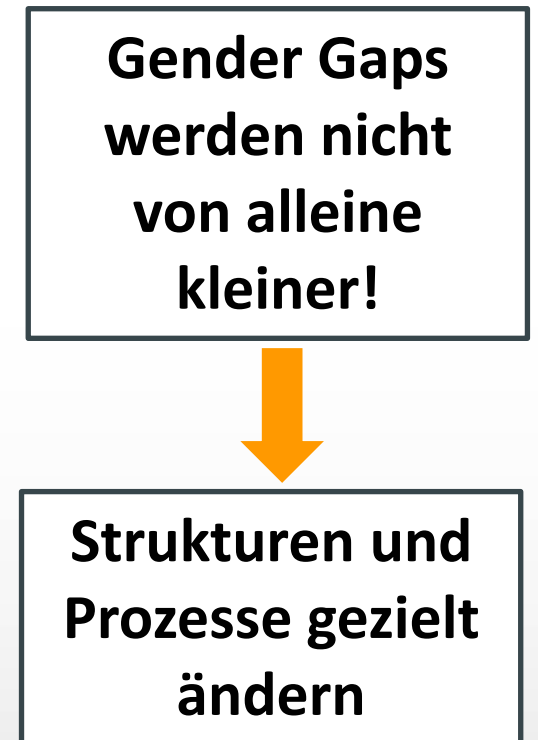 Gender Gaps
werden nicht
von alleine
kleiner!
Strukturen und
Prozesse gezielt
ändern